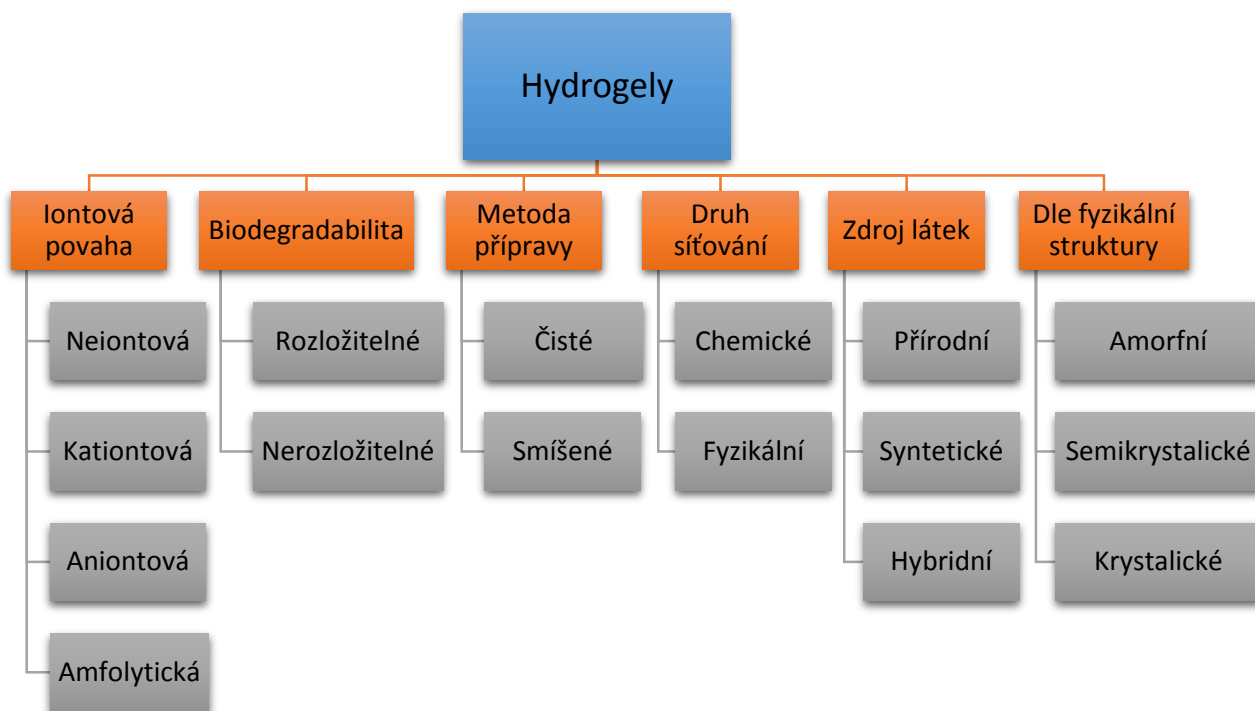 Hydrogely
Iontová
povaha
Biodegradabilita
Metoda
přípravy
Druh
síťování
Zdroj látek
Dle fyzikální
struktury
Neiontová
Rozložitelné
Čisté
Chemické
Přírodní
Amorfní
Kationtová
Nerozložitelné
Smíšené
Fyzikální
Syntetické
Semikrystalické
Aniontová
Hybridní
Krystalické
Amfolytická